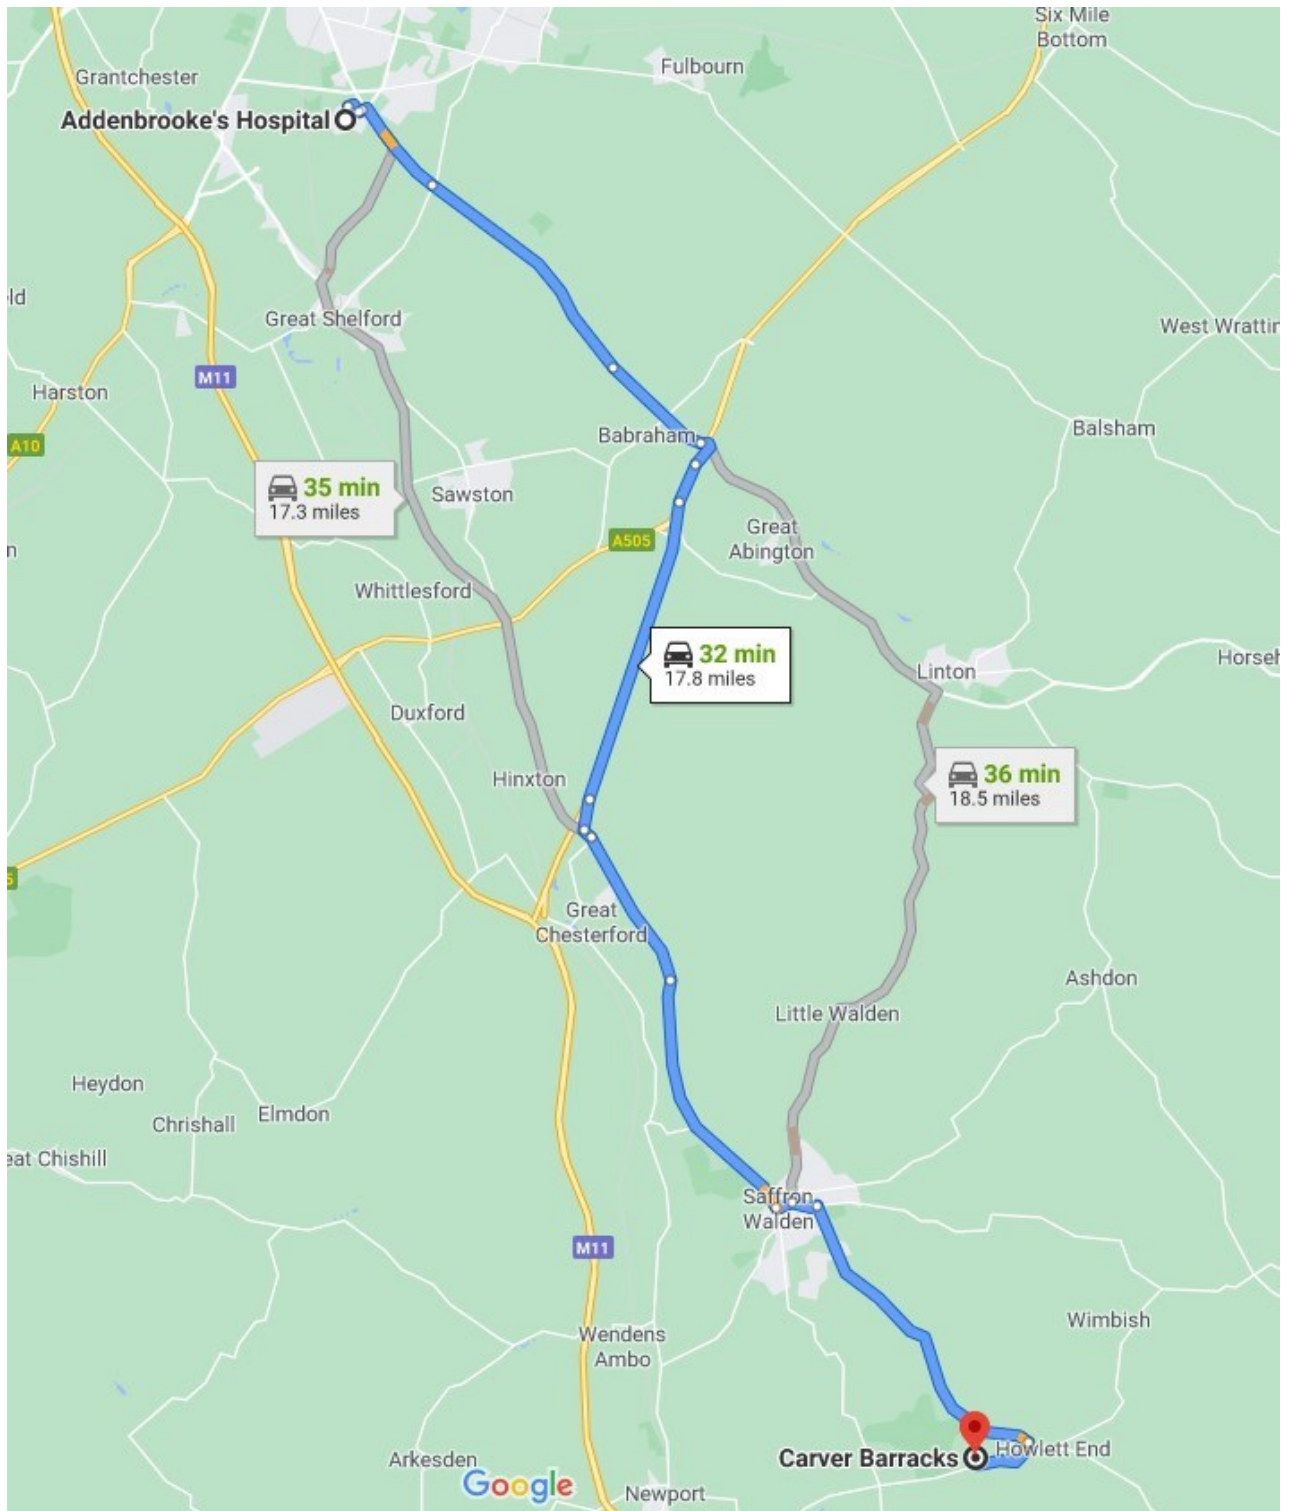 Six Mile
Bottom
Grantchester
Fulbourn
Addenbrooke's Hospital
ld
Great Shelford
West Wrattin
M11
Harston
Babraham
Balsham
A10
35 min
17.3 miles
Sawston
Great
Abington
A505
n
Whittlesford
32 min
17.8 miles
Linton
Horseh
Duxford
Hinxton
36 min
18.5 miles
5
Great
Chesterford
Ashdon
Little Walden
Heydon
Elmdon
Chrishall
eat Chishill
Saffron
Walden
M11
Wimbish
Wendens
Ambo
Howlett End
Carver Barracks
Arkesden
Google
Newport